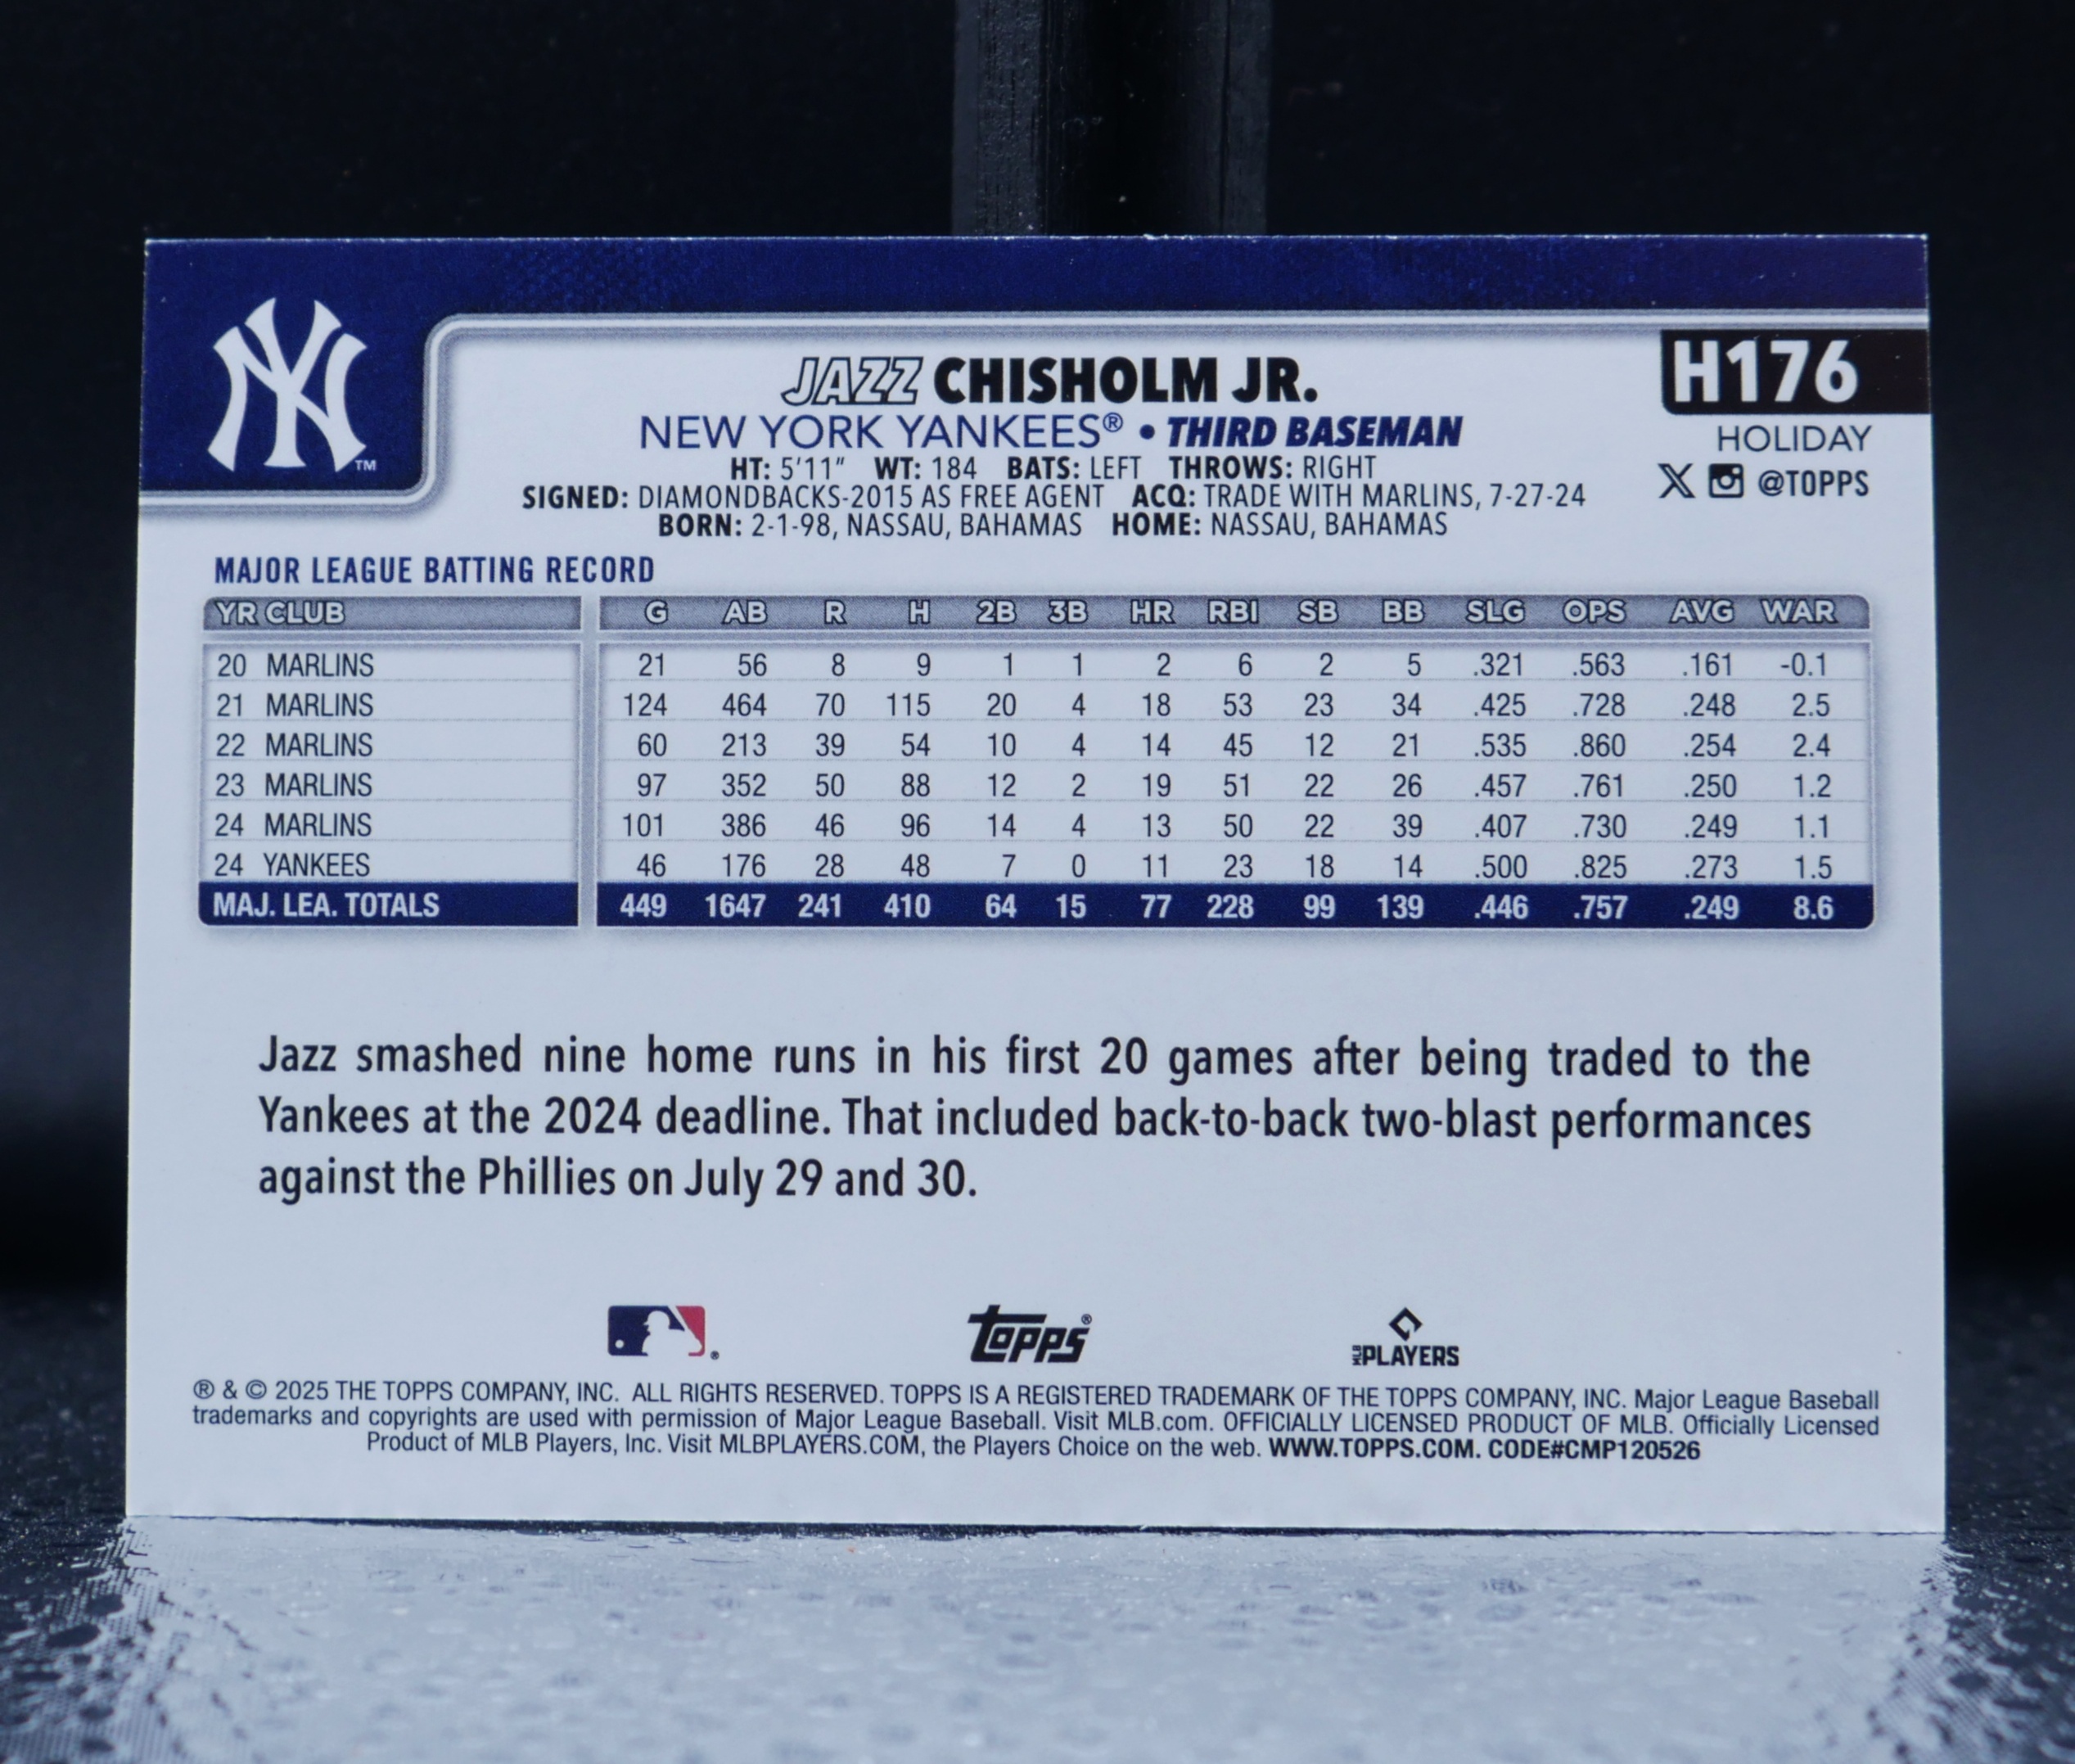 NY™
JAZZ CHISHOLM JR.
H176
NEW YORK YANKEES® • THIRD BASEMAN
HOLIDAY
HT: 5'11" WT: 184 BATS: LEFT THROWS: RIGHT
X @TOPPS
SIGNED: DIAMONDBACKS-2015 AS FREE AGENT ACQ: TRADE WITH MARLINS, 7-27-24
BORN: 2-1-98, NASSAU, BAHAMAS HOME: NASSAU, BAHAMAS
MAJOR LEAGUE BATTING RECORD
YR CLUB G AB R H 2B 3B HR RBI SB BB SLG OPS AVG WAR
20 MARLINS 21 56 8 9 1 1 2 6 2 5 .321 .563 .161 -0.1
21 MARLINS 124 464 70 115 20 4 18 53 23 34 .425 .728 .248 2.5
22 MARLINS 60 213 39 54 10 4 14 45 12 21 .535 .860 .254 2.4
23 MARLINS 97 352 50 88 12 2 19 51 22 26 .457 .761 .250 1.2
24 MARLINS 101 386 46 96 14 4 13 50 22 39 .407 .730 .249 1.1
24 YANKEES 46 176 28 48 7 0 11 23 18 14 .500 .825 .273 1.5
MAJ. LEA. TOTALS 449 1647 241 410 64 15 77 228 99 139 .446 .757 .249 8.6
Jazz smashed nine home runs in his first 20 games after being traded to the
Yankees at the 2024 deadline. That included back-to-back two-blast performances
against the Phillies on July 29 and 30.
® Topps® MLB PLAYERS
® & © 2025 THE TOPPS COMPANY, INC. ALL RIGHTS RESERVED. TOPPS IS A REGISTERED TRADEMARK OF THE TOPPS COMPANY, INC. Major League Baseball
trademarks and copyrights are used with permission of Major League Baseball. Visit MLB.com. OFFICIALLY LICENSED PRODUCT OF MLB. Officially Licensed
Product of MLB Players, Inc. Visit MLBPLAYERS.COM, the Players Choice on the web. WWW.TOPPS.COM. CODE#CMP120526